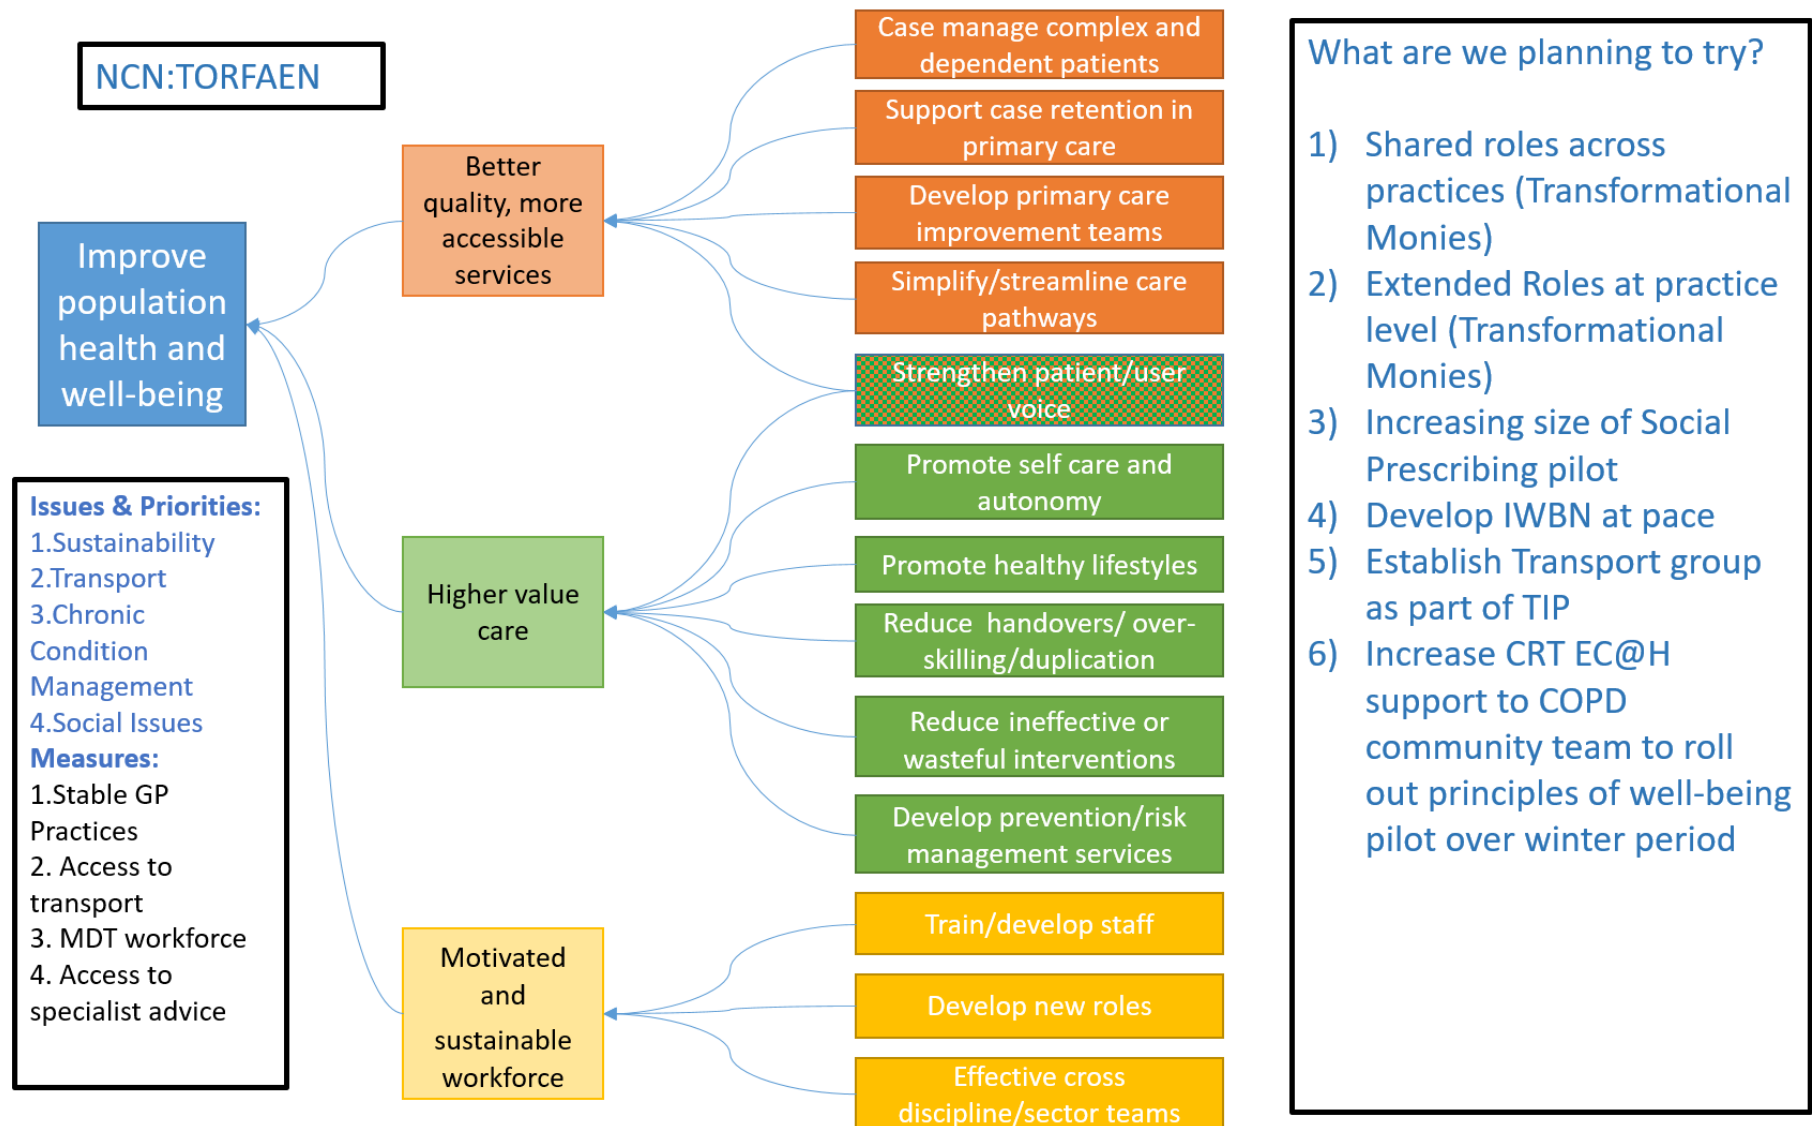 NCN:TORFAEN
Improve
population
health and
well-being
Issues & Priorities:
1.Sustainability
2.Transport
3.Chronic
Condition
Management
4.Social Issues
Measures:
1.Stable GP
Practices
2. Access to
transport
3. MDT workforce
4. Access to
specialist advice
Better
quality, more
accessible
services
Higher value
care
Motivated
and
sustainable
workforce
Case manage complex and
dependent patients
Support case retention in
primary care
Develop primary care
improvement teams
Simplify/streamline care
pathways
Strengthen patient/user
voice
Promote self care and
autonomy
Promote healthy lifestyles
Reduce  handovers/ over-
skilling/duplication
Reduce ineffective or
wasteful interventions
Develop prevention/risk
management services
Train/develop staff
Develop new roles
Effective cross
discipline/sector teams
What are we planning to try?
1) Shared roles across
practices (Transformational
Monies)
2) Extended Roles at practice
level (Transformational
Monies)
3) Increasing size of Social
Prescribing pilot
4) Develop IWBN at pace
5) Establish Transport group
as part of TIP
6) Increase CRT EC@H
support to COPD
community team to roll
out principles of well-being
pilot over winter period